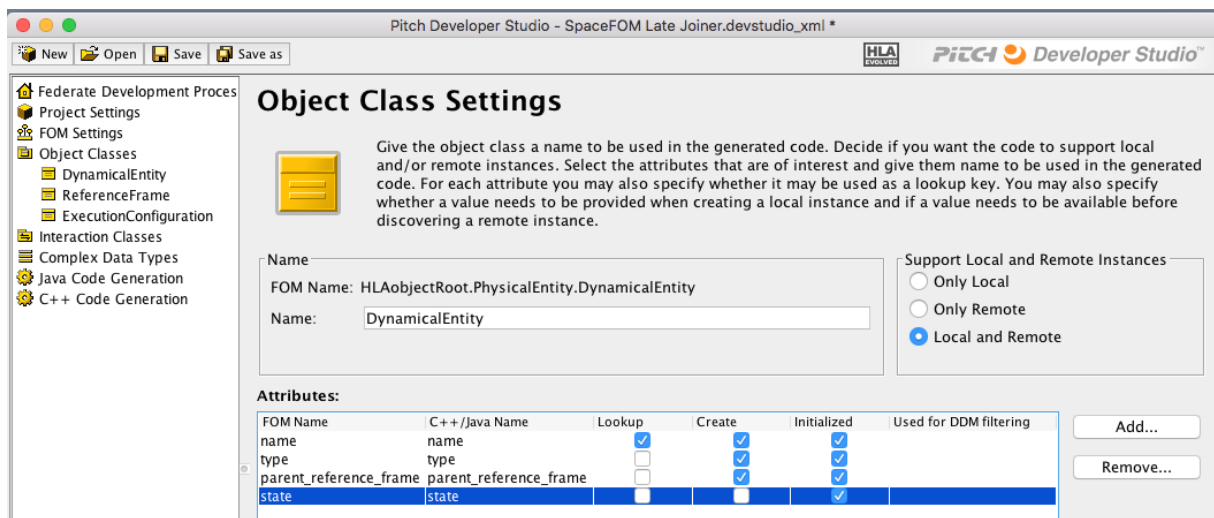 Pitch Developer Studio - SpaceFOM Late Joiner.devstudio_xml *
New Open Save Save as HLA EVOLVED PITCH Developer Studio™
Federate Development Proces
Project Settings
FOM Settings
Object Classes
DynamicalEntity
ReferenceFrame
ExecutionConfiguration
Interaction Classes
Complex Data Types
Java Code Generation
C++ Code Generation
Object Class Settings
Give the object class a name to be used in the generated code. Decide if you want the code to support local
and/or remote instances. Select the attributes that are of interest and give them name to be used in the generated
code. For each attribute you may also specify whether it may be used as a lookup key. You may also specify
whether a value needs to be provided when creating a local instance and if a value needs to be available before
discovering a remote instance.
Name
FOM Name: HLAobjectRoot.PhysicalEntity.DynamicalEntity
Name: DynamicalEntity
Support Local and Remote Instances
Only Local
Only Remote
Local and Remote
Attributes:
FOM Name C++/Java Name Lookup Create Initialized Used for DDM filtering
name name
type type
parent_reference_frame parent_reference_frame
state state
Add...
Remove...